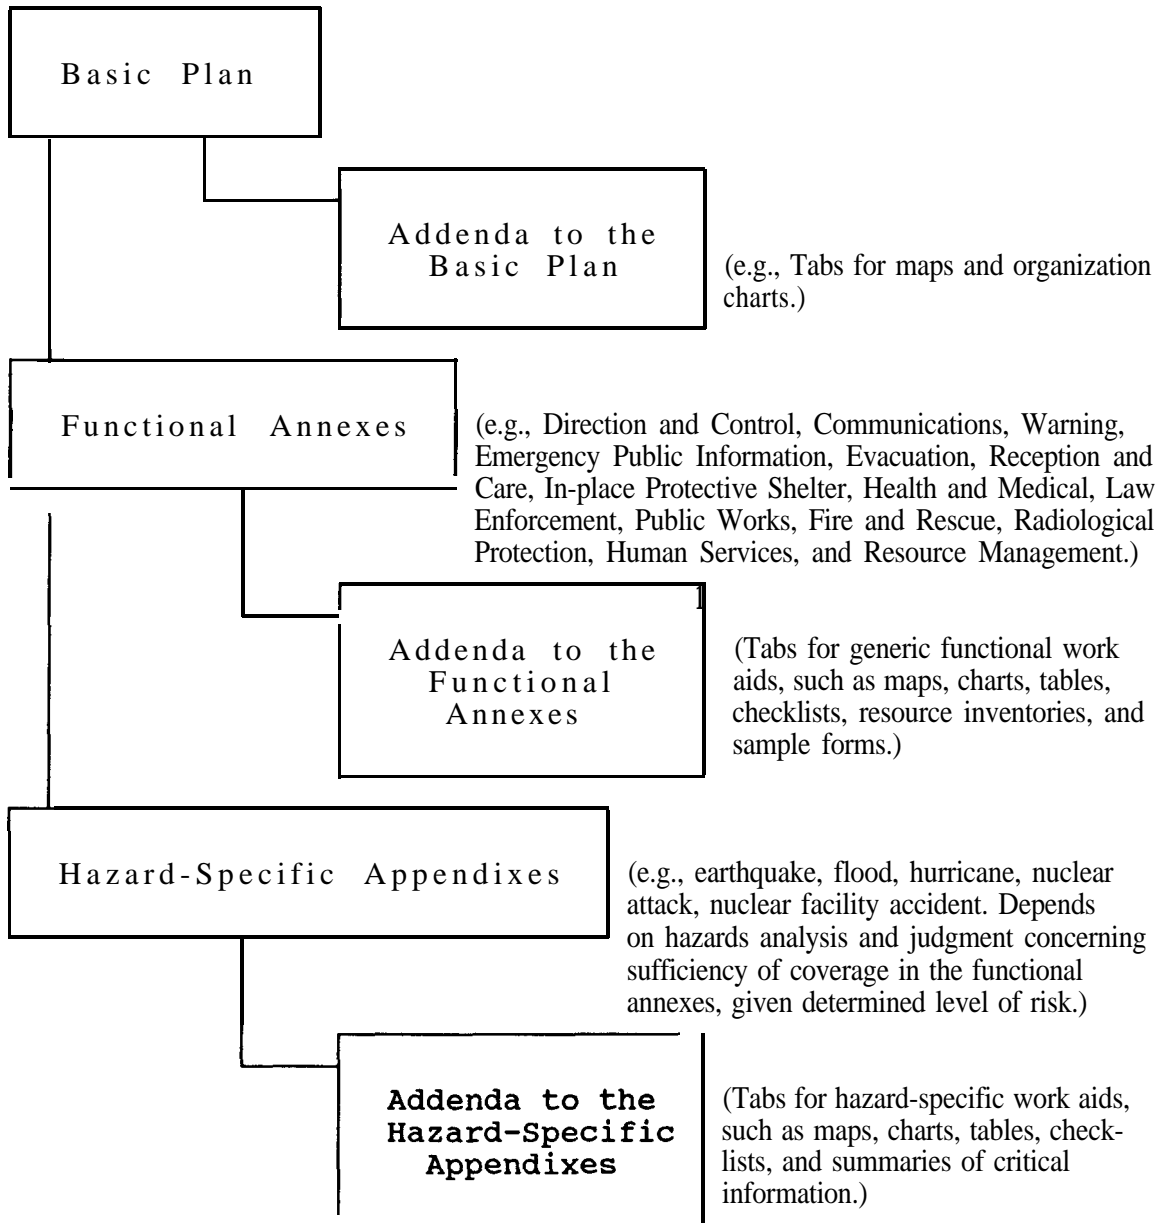 Basic Plan
Addenda to the
Basic Plan
(e.g., Tabs for maps and organization
charts.)
Functional Annexes
(e.g., Direction and Control, Communications, Warning,
Emergency Public Information, Evacuation, Reception and
Care, In-place Protective Shelter, Health and Medical, Law
Enforcement, Public Works, Fire and Rescue, Radiological
Protection, Human Services, and Resource Management.)
Addenda to the
Functional
Annexes
(Tabs for generic functional work
aids, such as maps, charts, tables,
checklists, resource inventories, and
sample forms.)
Hazard-Specific Appendixes
(e.g., earthquake, flood, hurricane, nuclear
attack, nuclear facility accident. Depends
on hazards analysis and judgment concerning
sufficiency of coverage in the functional
annexes, given determined level of risk.)
Addenda to the
Hazard-Specific
Appendixes
(Tabs for hazard-specific work aids,
such as maps, charts, tables, check-
lists, and summaries of critical
information.)